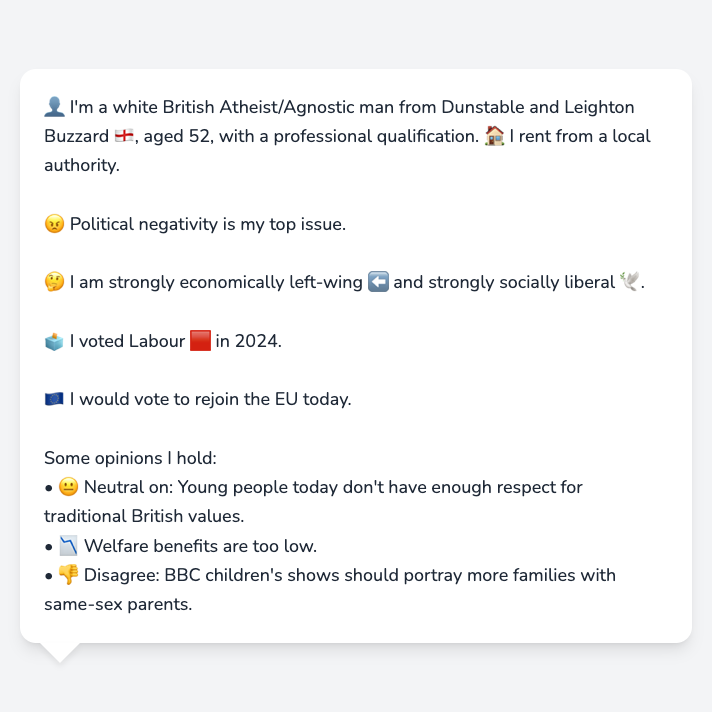 👤 I'm a white British Atheist/Agnostic man from Dunstable and Leighton
Buzzard 🏴󠁧󠁢󠁥󠁮󠁧󠁿, aged 52, with a professional qualification. 🏠 I rent from a local
authority.
😠 Political negativity is my top issue.
🤔 I am strongly economically left-wing ⬅️ and strongly socially liberal 🕊️.
🗳️ I voted Labour 🟥 in 2024.
🇪🇺 I would vote to rejoin the EU today.
Some opinions I hold:
• 😐 Neutral on: Young people today don't have enough respect for
traditional British values.
• 📉 Welfare benefits are too low.
• 👎 Disagree: BBC children's shows should portray more families with
same-sex parents.